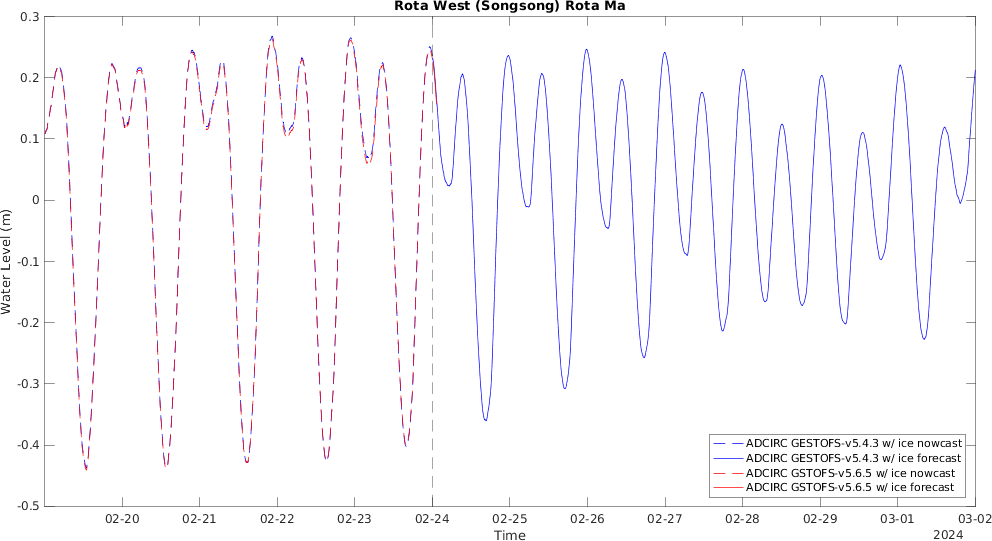 Rota West (Songsong) Rota Ma
0.3
0.2
0.1
0
-0.1
-0.2
-0.3
-0.4
-0.5
Water Level (m)
02-20 02-21 02-22 02-23 02-24 02-25 02-26 02-27 02-28 02-29 03-01 03-02
Time
2024
ADCIRC GESTOFS-v5.4.3 w/ ice nowcast
ADCIRC GESTOFS-v5.4.3 w/ ice forecast
ADCIRC GSTOFS-v5.6.5 w/ ice nowcast
ADCIRC GSTOFS-v5.6.5 w/ ice forecast